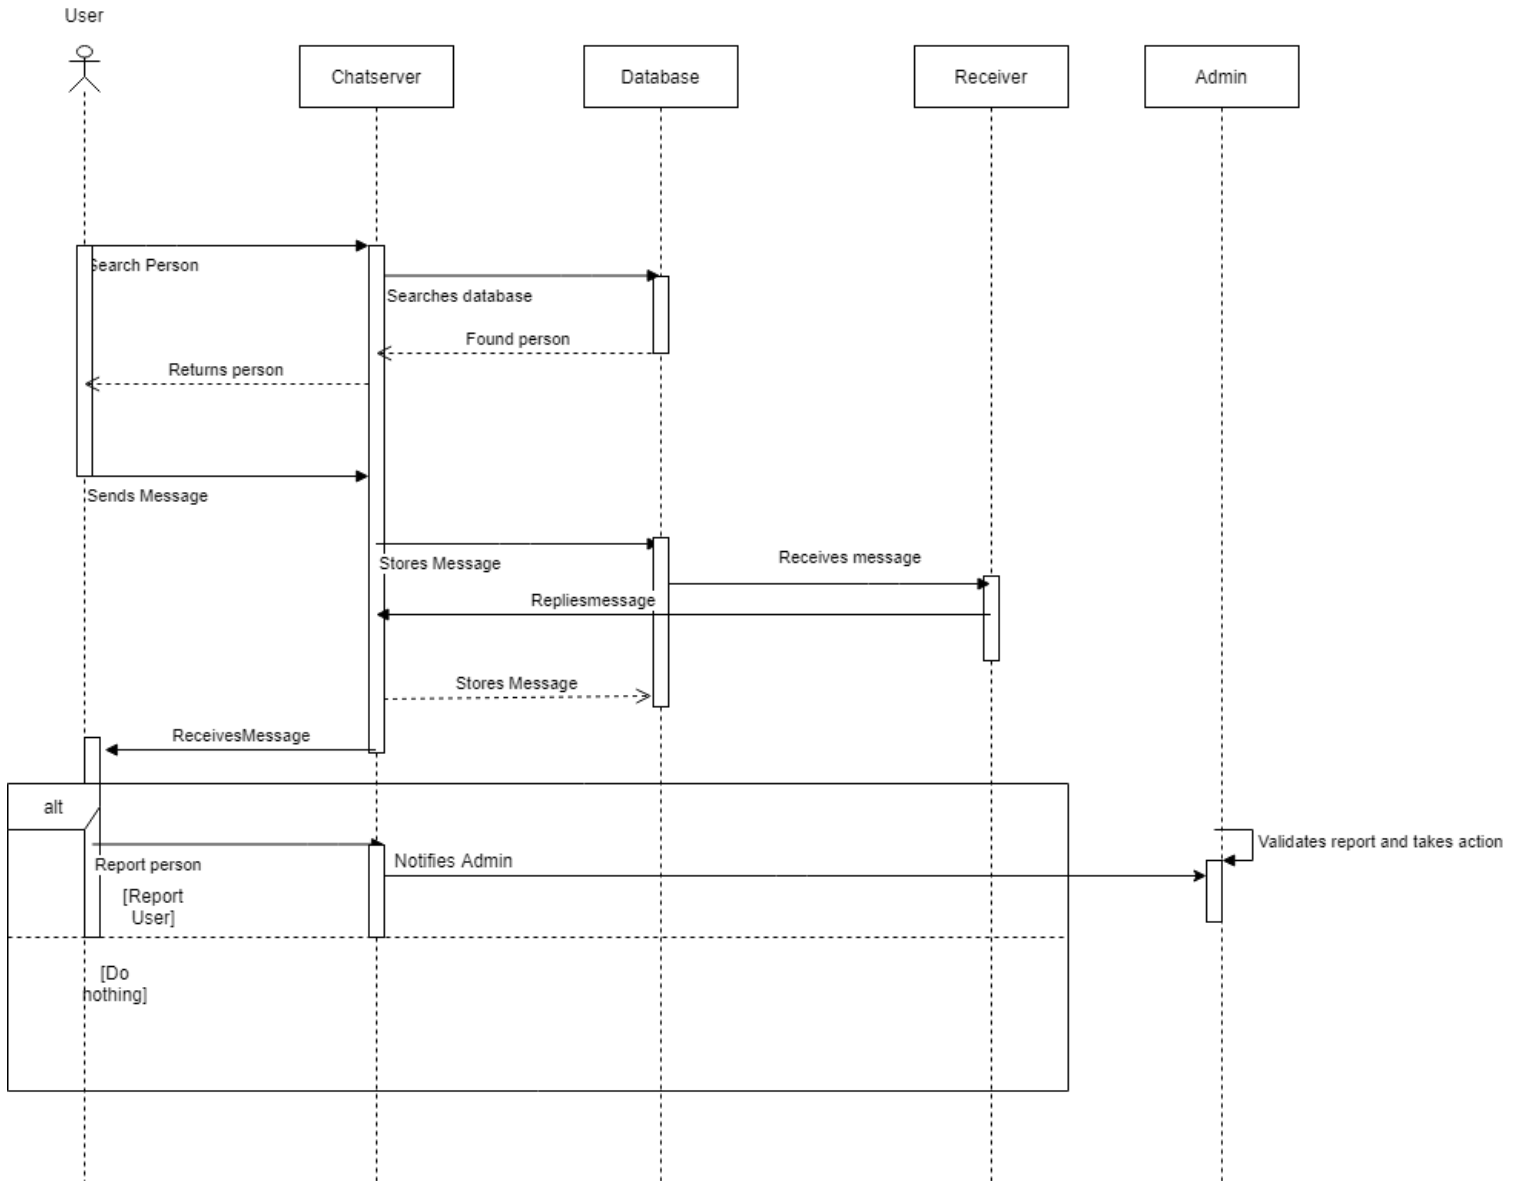 User
Chatserver
Database
Receiver
Admin
Search Person
Searches database
Found person
Returns person
Sends Message
Stores Message
Receives message
Repliesmessage
Stores Message
ReceivesMessage
alt
Validates report and takes action
Report person
Notifies Admin
[Report
User]
[Do
nothing]